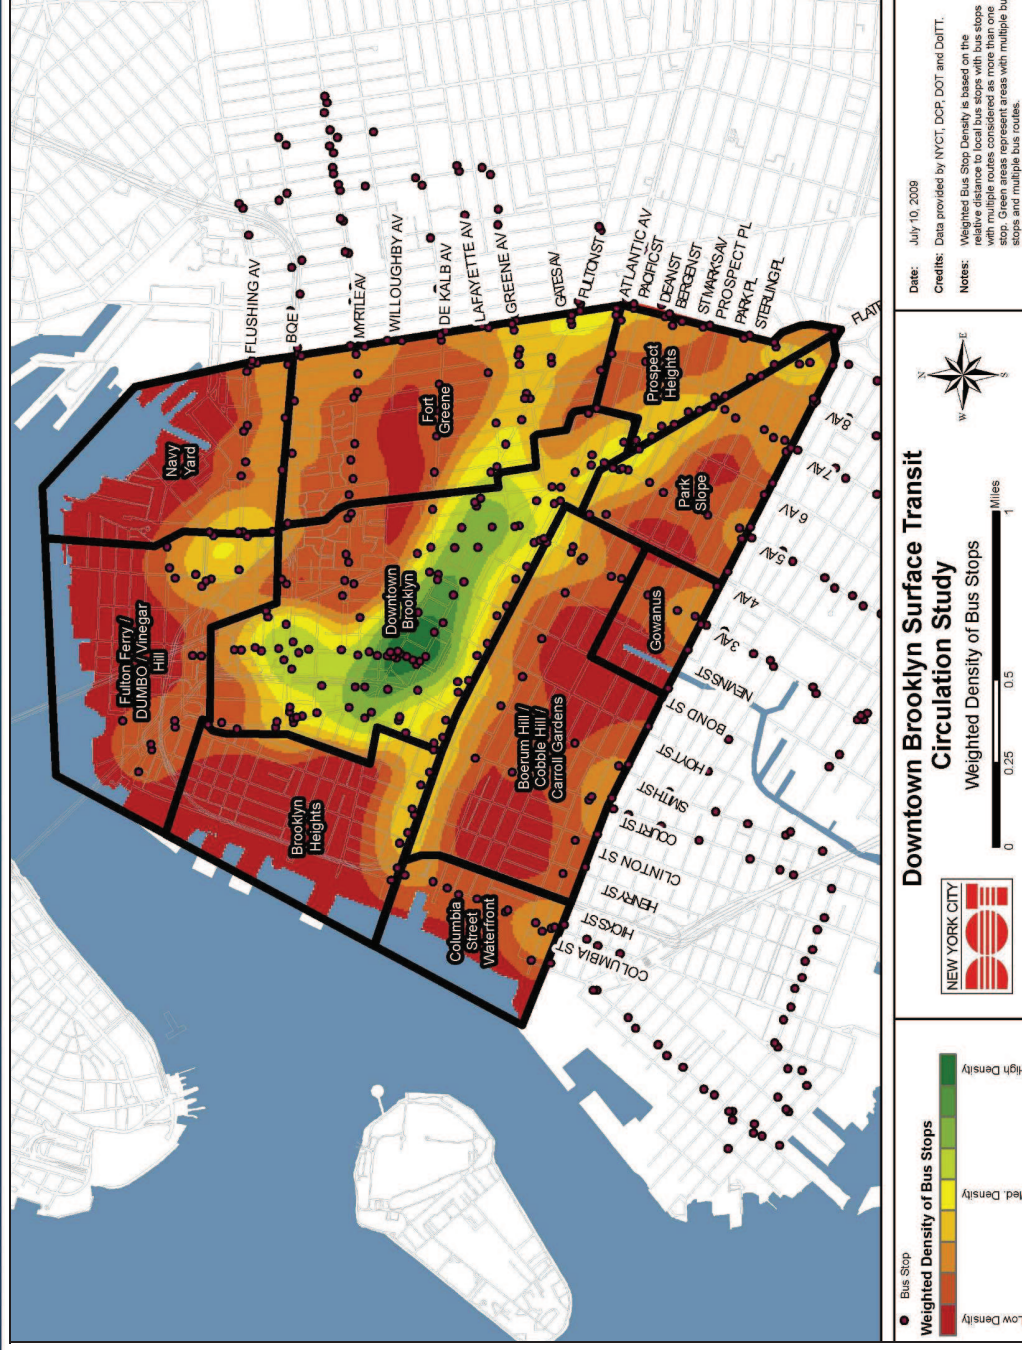 FLUSHING AV
BQE
MYRTLE AV
WILLOUGHBY AV
DE KALB AV
LAFAYETTE AV
GREENE AV
GATES AV
FULTON ST
ATLANTIC AV
PACIFIC ST
DEAN ST
BERGEN ST
ST MARKS AV
PROSPECT PL
PARK PL
STERLING PL
8 AV
7 AV
6 AV
5 AV
4 AV
3 AV
NEVINS ST
BOND ST
HOYT ST
SMITH ST
COURT ST
CLINTON ST
HENRY ST
HICKS ST
COLUMBIA ST
Navy
Yard
Fulton Ferry /
DUMBO / Vinegar
Hill
Fort
Greene
Downtown
Brooklyn
Brooklyn
Heights
Prospect
Heights
Park
Slope
Gowanus
Boerum Hill /
Cobble Hill /
Carroll Gardens
Columbia
Street
Waterfront
Bus Stop
Weighted Density of Bus Stops
NEW YORK CITY
DOT
Downtown Brooklyn Surface Transit
Circulation Study
Weighted Density of Bus Stops
0 0.25 0.5 1
Miles
N
E
S
W
Date: July 10, 2009
Credits: Data provided by NYCT, DCP, DOT and DoITT.
Notes: Weighted Bus Stop Density is based on the
relative distance to local bus stops with bus stops
with multiple routes considered as more than one
stop. Green areas represent areas with multiple
stops and multiple bus routes.